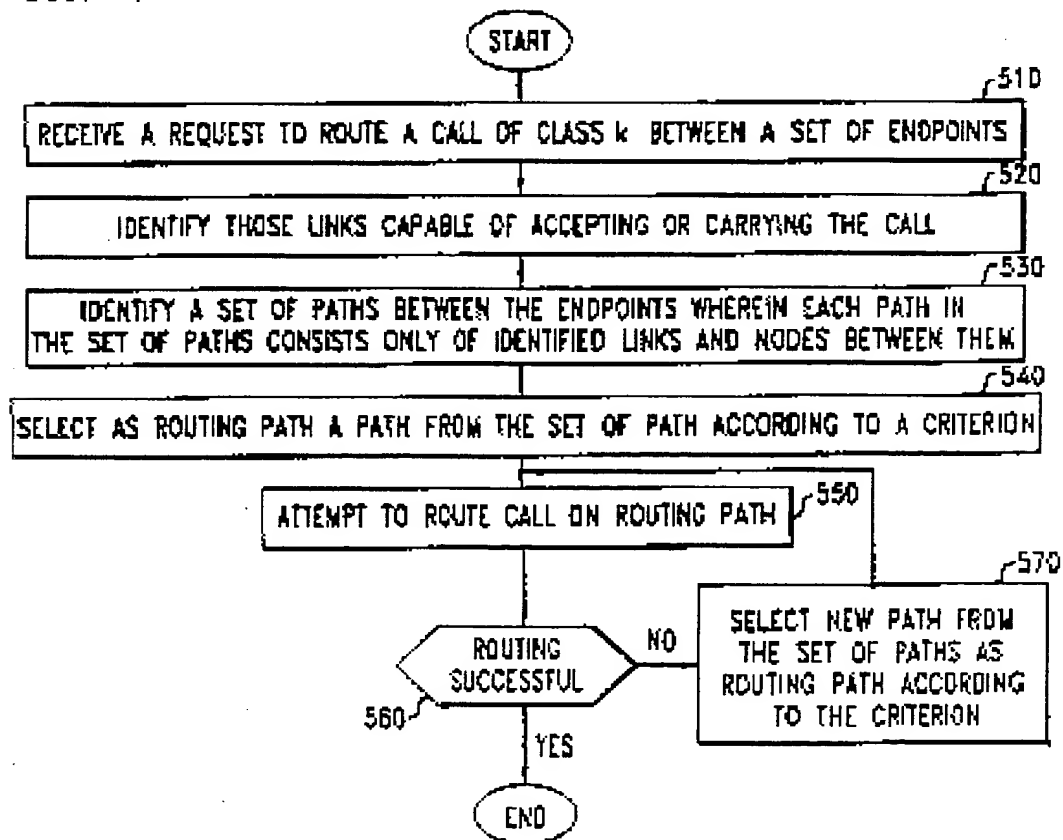 START
510
RECEIVE A REQUEST TO ROUTE A CALL OF CLASS k BETWEEN A SET OF ENDPOINTS
520
IDENTIFY THOSE LINKS CAPABLE OF ACCEPTING OR CARRYING THE CALL
530
IDENTIFY A SET OF PATHS BETWEEN THE ENDPOINTS WHEREIN EACH PATH IN
THE SET OF PATHS CONSISTS ONLY OF IDENTIFIED LINKS AND NODES BETWEEN THEM
540
SELECT AS ROUTING PATH A PATH FROM THE SET OF PATH ACCORDING TO A CRITERION
550
ATTEMPT TO ROUTE CALL ON ROUTING PATH
570
SELECT NEW PATH FROM
THE SET OF PATHS AS
ROUTING PATH ACCORDING
TO THE CRITERION
NO
ROUTING
SUCCESSFUL
560
YES
END